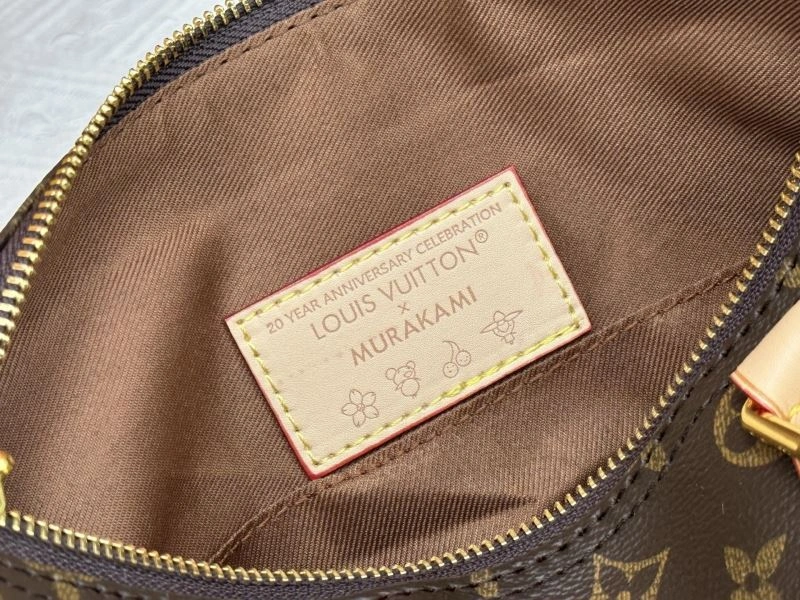 20 YEAR ANNIVERSARY CELEBRATION
LOUIS VUITTON®
×
MURAKAMI